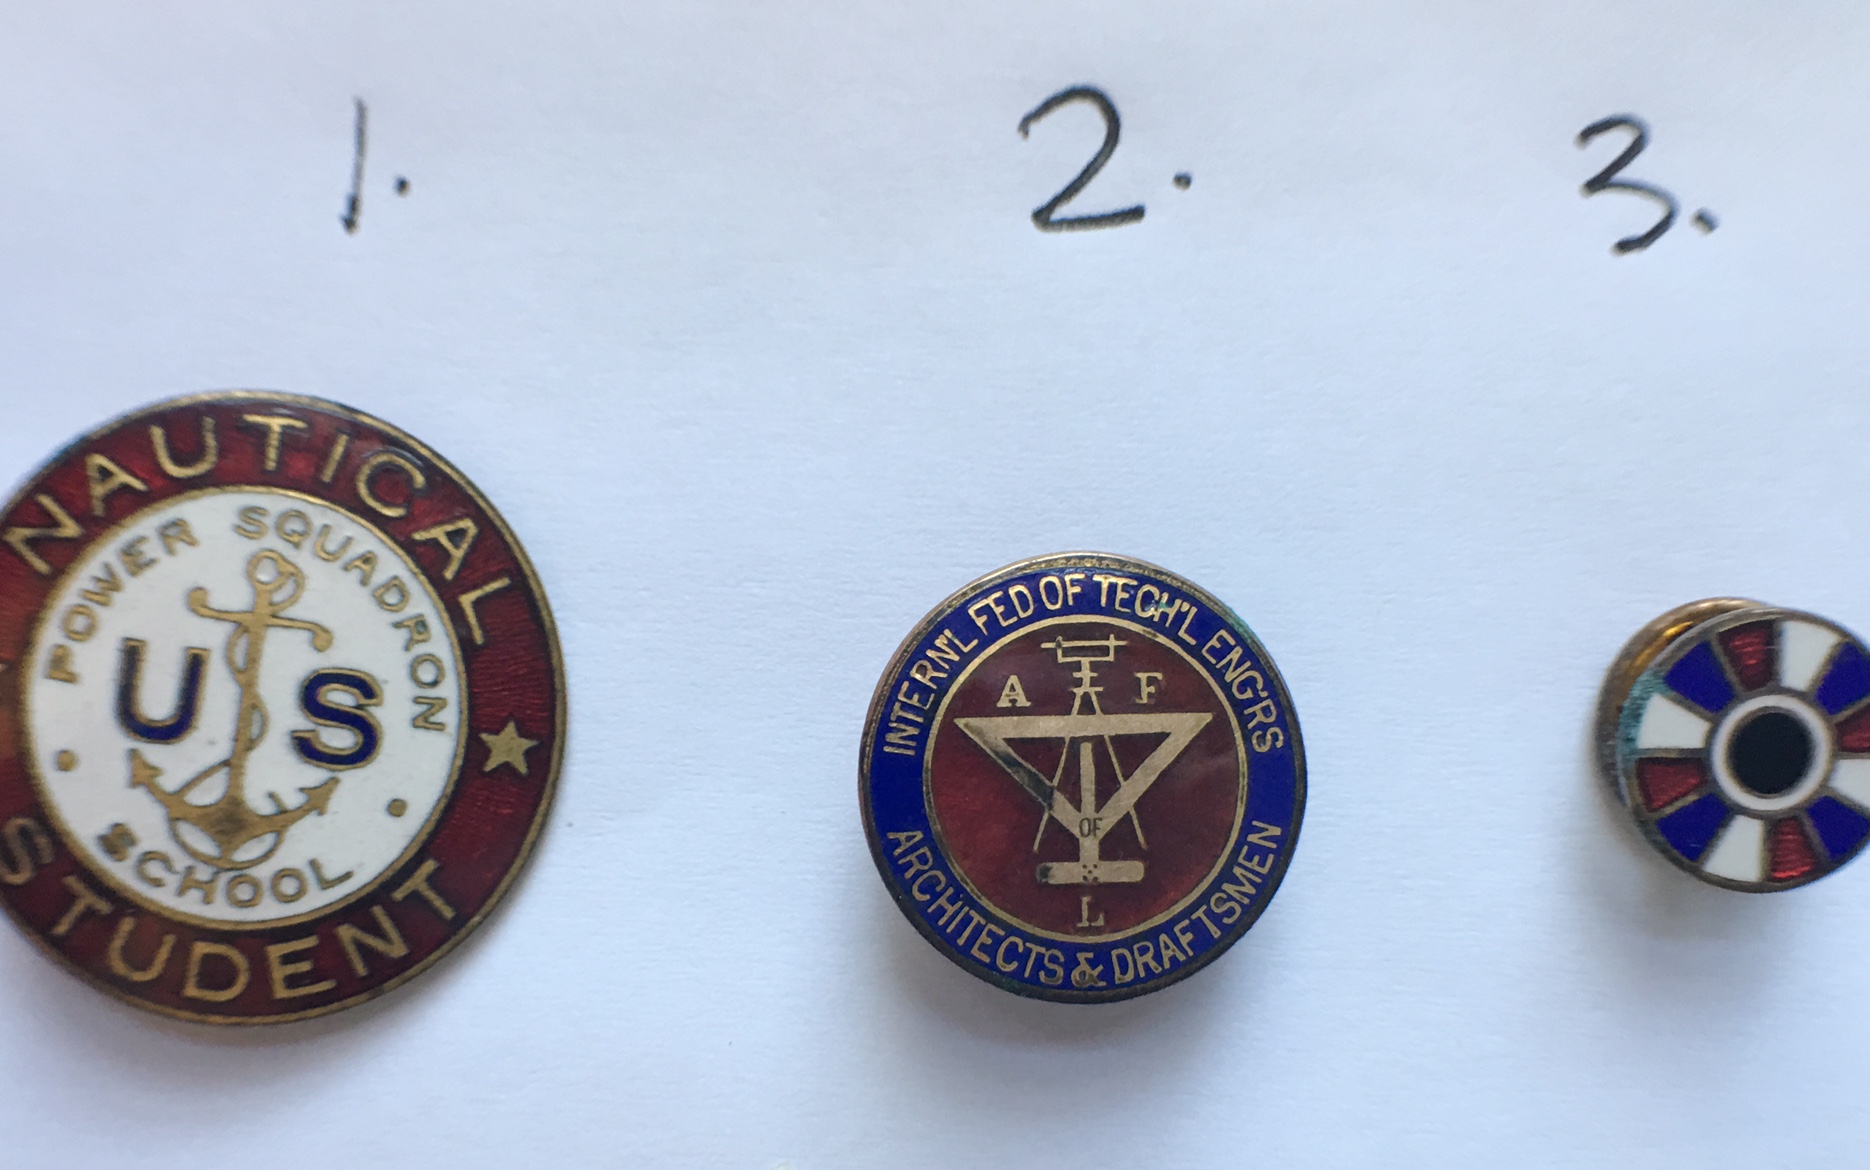 1. 2. 3.
NAUTICAL
POWER SQUADRON
U S
SCHOOL
STUDENT
INTERN'L FED OF TECH'L ENG'RS
A F
OF
L
ARCHITECTS & DRAFTSMEN